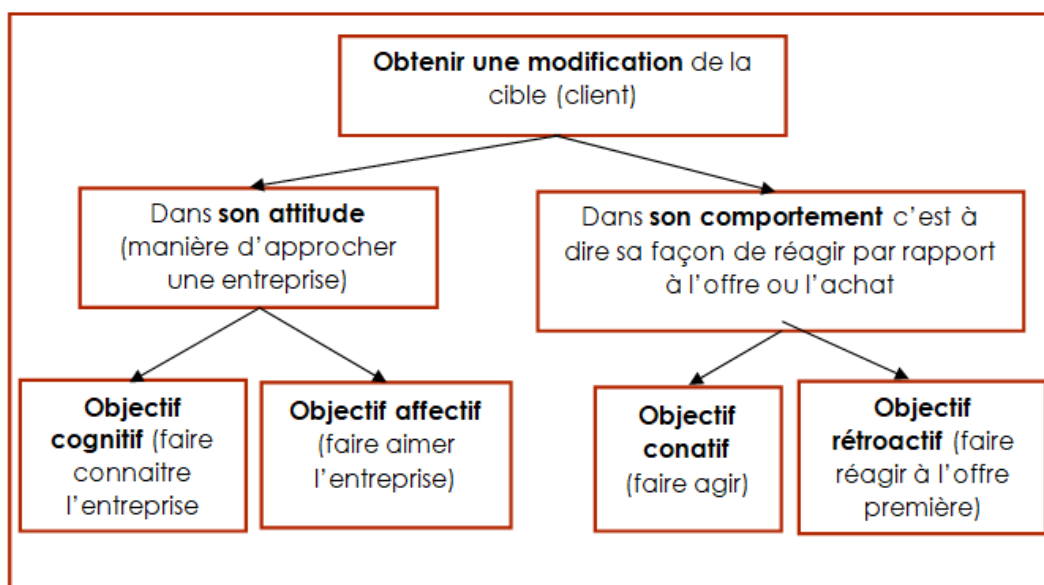 Obtenir une modification de la
cible (client)
Dans son attitude
(manière d'approcher
une entreprise)
Dans son comportement c'est à
dire sa façon de réagir par rapport
à l'offre ou l'achat
Objectif
cognitif (faire
connaitre
l'entreprise
Objectif affectif
(faire aimer
l'entreprise)
Objectif
conatif
(faire agir)
Objectif
rétroactif (faire
réagir à l'offre
première)